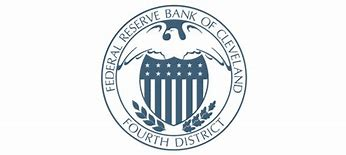 FEDERAL RESERVE BANK OF CLEVELAND
FOURTH DISTRICT